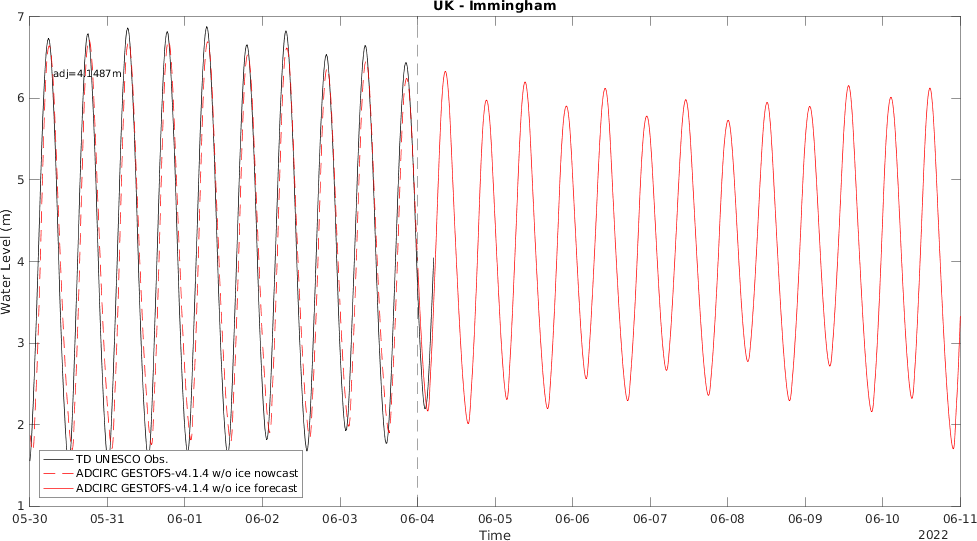 UK - Immingham
Water Level (m)
7
6
5
4
3
2
1
adj=4.1487m
TD UNESCO Obs.
ADCIRC GESTOFS-v4.1.4 w/o ice nowcast
ADCIRC GESTOFS-v4.1.4 w/o ice forecast
05-30 05-31 06-01 06-02 06-03 06-04 06-05 06-06 06-07 06-08 06-09 06-10 06-11
Time
2022